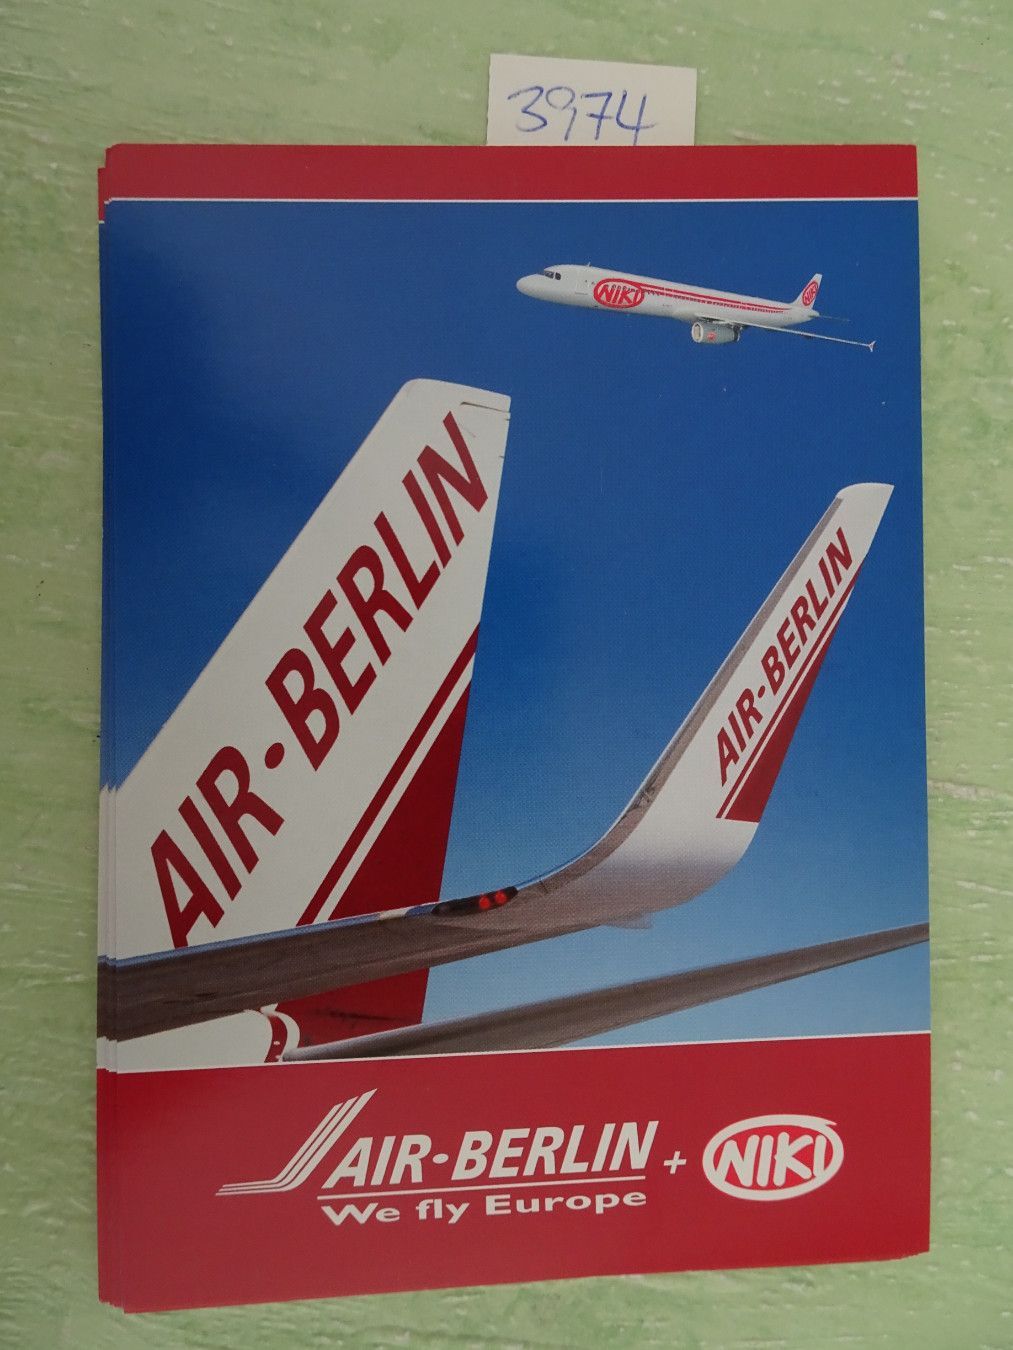 3974
NIKI
AIR•BERLIN
AIR•BERLIN
AIR•BERLIN + NIKI
We fly Europe